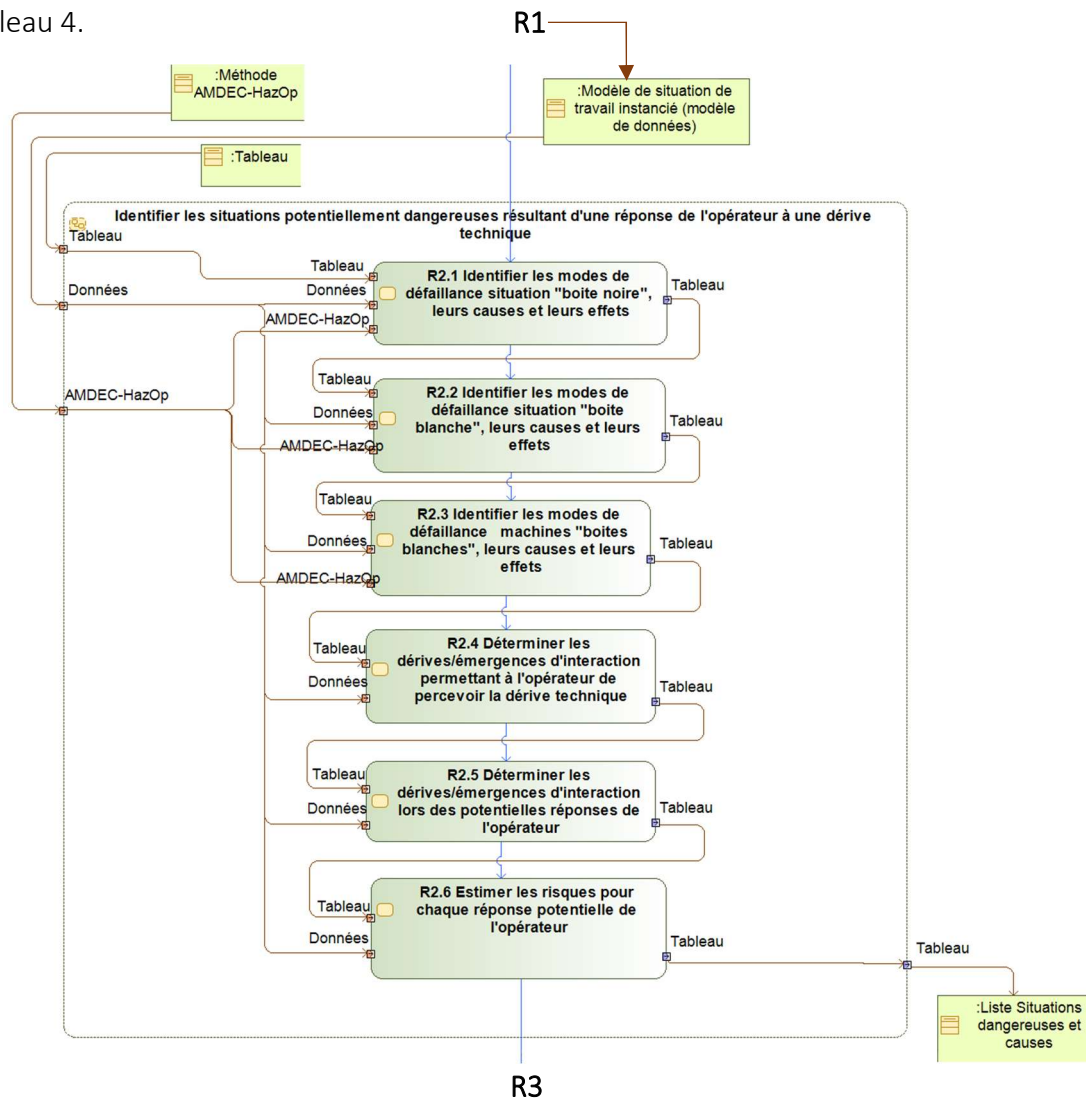 leau 4.
R1
:Méthode
AMDEC-HazOp
:Modèle de situation de
travail instancié (modèle
de données)
:Tableau
Identifier les situations potentiellement dangereuses résultant d'une réponse de l'opérateur à une dérive
technique
Tableau
Tableau
R2.1 Identifier les modes de
défaillance situation "boite noire",
leurs causes et leurs effets
Tableau
Données
Données
AMDEC-HazOp
AMDEC-HazOp
Tableau
R2.2 Identifier les modes de
défaillance situation "boite
blanche", leurs causes et leurs
effets
Tableau
Données
AMDEC-HazOp
Tableau
R2.3 Identifier les modes de
défaillance machines "boites
blanches", leurs causes et leurs
effets
Tableau
Données
AMDEC-HazOp
R2.4 Déterminer les
dérives/émergences d'interaction
permettant à l'opérateur de
percevoir la dérive technique
Tableau
Données
Tableau
R2.5 Déterminer les
dérives/émergences d'interaction
lors des potentielles réponses de
l'opérateur
Tableau
Données
Tableau
R2.6 Estimer les risques pour
chaque réponse potentielle de
l'opérateur
Tableau
Données
Tableau
Tableau
:Liste Situations
dangereuses et
causes
R3